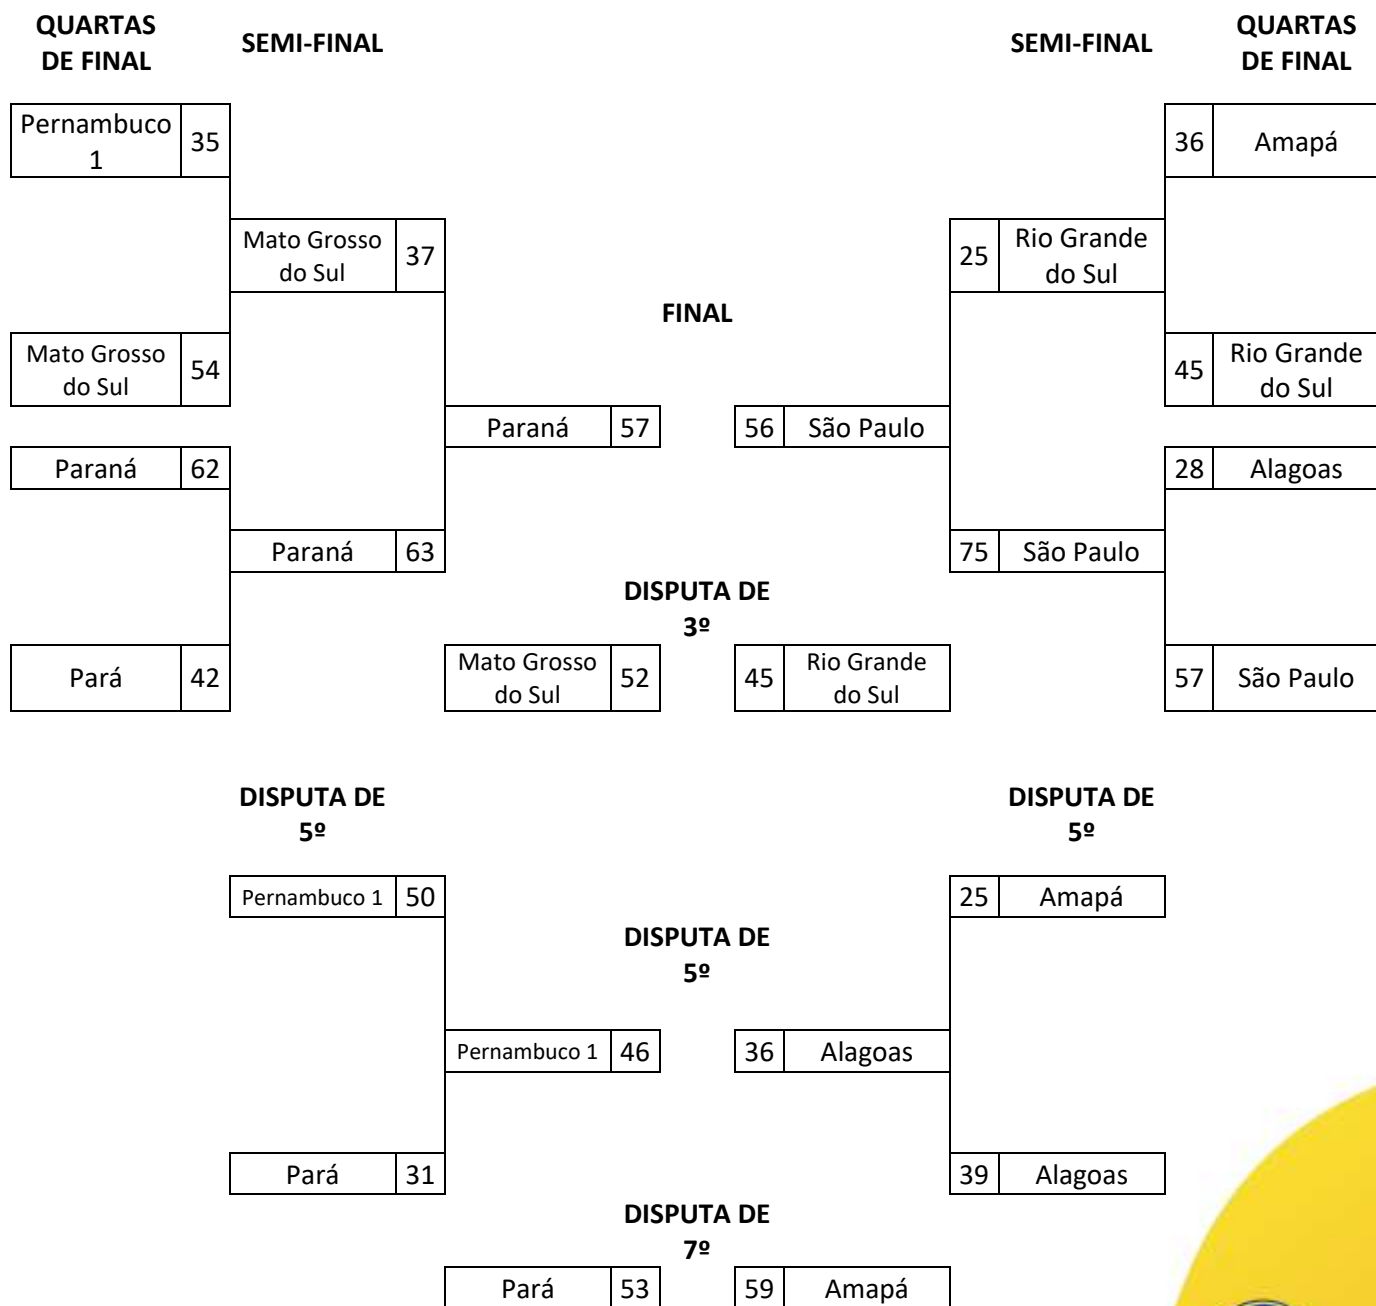 QUARTAS
DE FINAL
SEMI-FINAL
SEMI-FINAL
QUARTAS
DE FINAL
Pernambuco
1
35
36
Amapá
Mato Grosso
do Sul
37
25
Rio Grande
do Sul
FINAL
Mato Grosso
do Sul
54
45
Rio Grande
do Sul
Paraná
57
56
São Paulo
Paraná
62
28
Alagoas
Paraná
63
75
São Paulo
DISPUTA DE
3º
Pará
42
Mato Grosso
do Sul
52
45
Rio Grande
do Sul
57
São Paulo
DISPUTA DE
5º
DISPUTA DE
5º
Pernambuco 1
50
25
Amapá
DISPUTA DE
5º
Pernambuco 1
46
36
Alagoas
Pará
31
39
Alagoas
DISPUTA DE
7º
Pará
53
59
Amapá